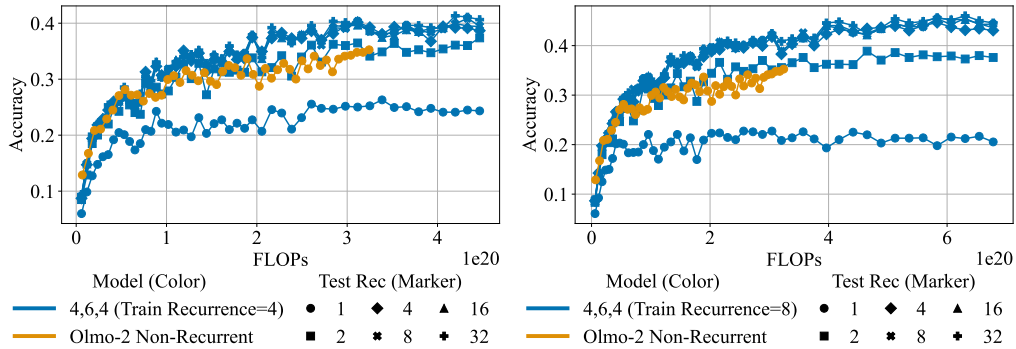 0.4
0.3
0.2
0.1
Accuracy
0 1 2 3 4
FLOPs
1e20
Model (Color)
Test Rec (Marker)
4,6,4 (Train Recurrence=4)
Olmo-2 Non-Recurrent
1 4 16
2 8 32
0.4
0.3
0.2
0.1
Accuracy
0 2 4 6
FLOPs
1e20
Model (Color)
Test Rec (Marker)
4,6,4 (Train Recurrence=8)
Olmo-2 Non-Recurrent
1 4 16
2 8 32